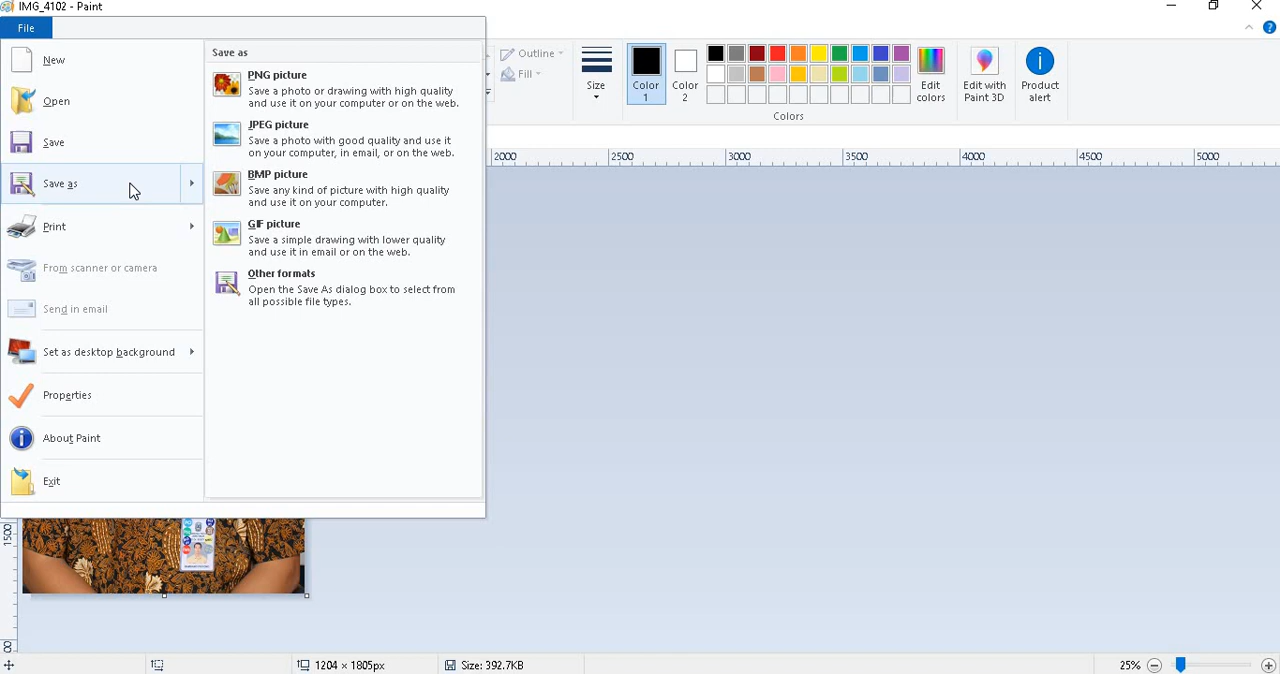 IMG_4102 - Paint
File
New
Open
Save
Save as
Print
From scanner or camera
Send in email
Set as desktop background
Properties
About Paint
Exit
Save as
PNG picture
Save a photo or drawing with high quality
and use it on your computer or on the web.
JPEG picture
Save a photo with good quality and use it
on your computer, in email, or on the web.
BMP picture
Save any kind of picture with high quality
and use it on your computer.
GIF picture
Save a simple drawing with lower quality
and use it in email or on the web.
Other formats
Open the Save As dialog box to select from
all possible file types.
Outline
Fill
Size
Color
1
Color
2
Edit
colors
Edit with
Paint 3D
Product
alert
Colors
2000 2500 3000 3500 4000 4500 5000
1500
00
1204 × 1805px
Size: 392.7KB
25%